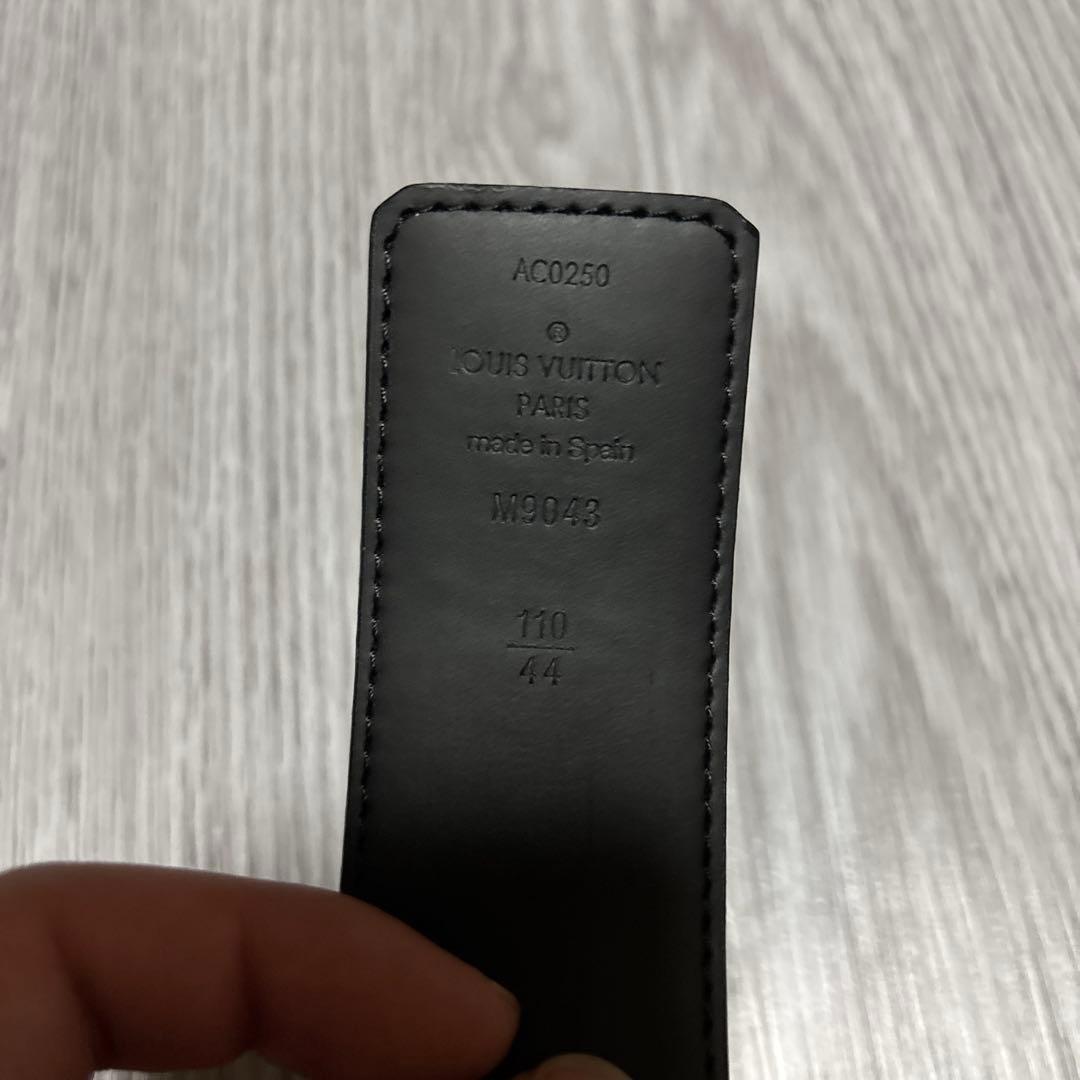 AC0250
®
LOUIS VUITTON
PARIS
made in Spain
M9043
110
44